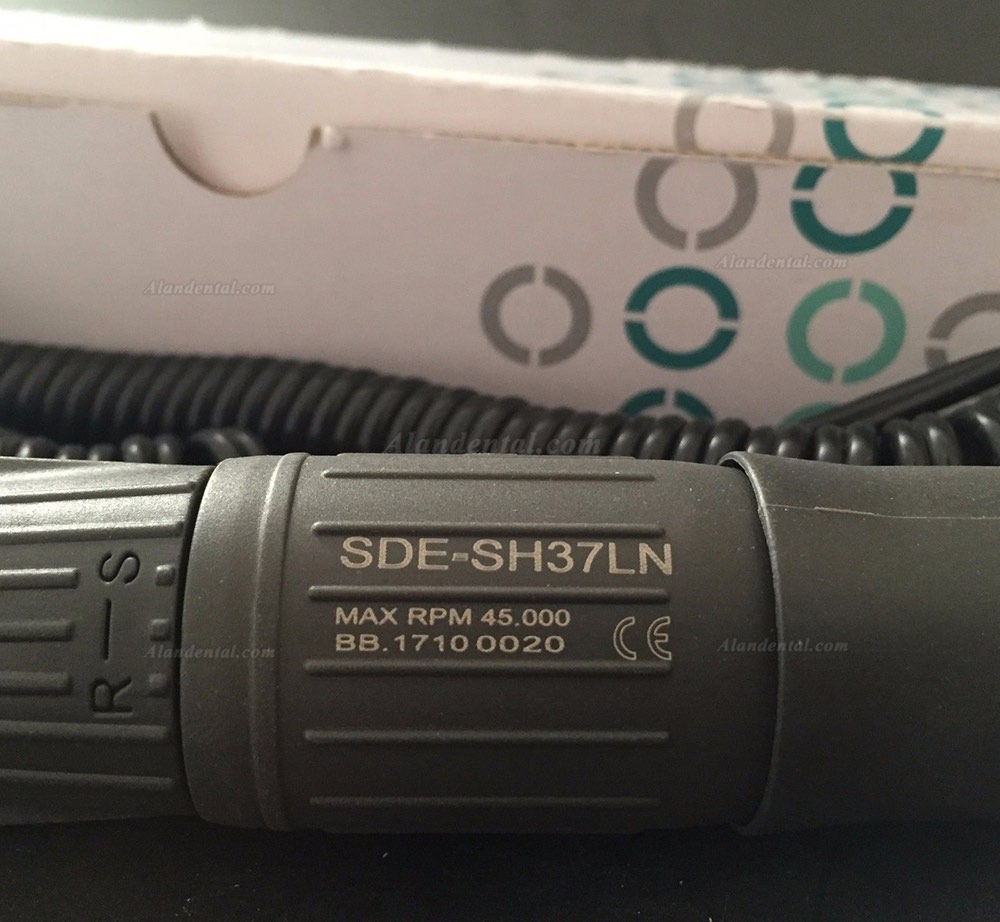 Alandental.com
Alandental.com
Alandental.com
SDE-SH37LN
MAX RPM 45.000
BB.1710 0020
CE
R — S
Alandental.com
Alandental.com